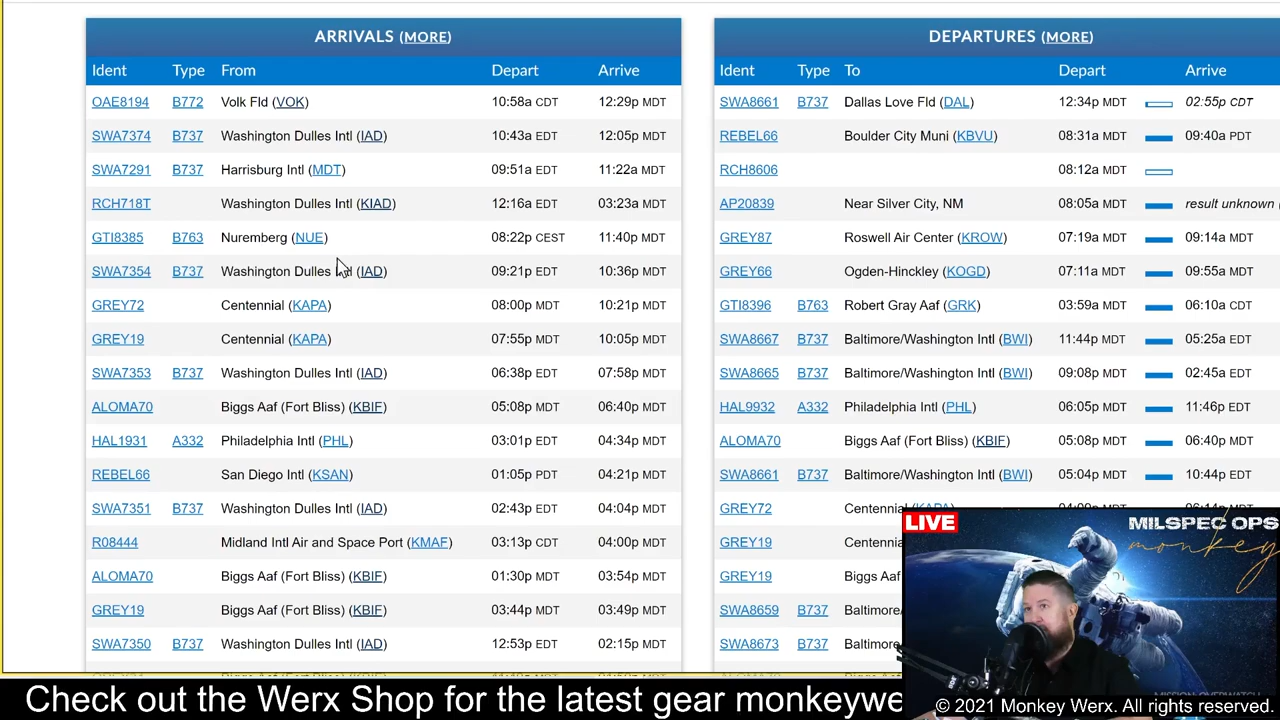 ARRIVALS (MORE)
Ident Type From Depart Arrive
OAE8194 B772 Volk Fld (VOK) 10:58a CDT 12:29p MDT
SWA7374 B737 Washington Dulles Intl (IAD) 10:43a EDT 12:05p MDT
SWA7291 B737 Harrisburg Intl (MDT) 09:51a EDT 11:22a MDT
RCH718T Washington Dulles Intl (KIAD) 12:16a EDT 03:23a MDT
GTI8385 B763 Nuremberg (NUE) 08:22p CEST 11:40p MDT
SWA7354 B737 Washington Dulles (IAD) 09:21p EDT 10:36p MDT
GREY72 Centennial (KAPA) 08:00p MDT 10:21p MDT
GREY19 Centennial (KAPA) 07:55p MDT 10:05p MDT
SWA7353 B737 Washington Dulles Intl (IAD) 06:38p EDT 07:58p MDT
ALOMA70 Biggs Aaf (Fort Bliss) (KBIF) 05:08p MDT 06:40p MDT
HAL1931 A332 Philadelphia Intl (PHL) 03:01p EDT 04:34p MDT
REBEL66 San Diego Intl (KSAN) 01:05p PDT 04:21p MDT
SWA7351 B737 Washington Dulles Intl (IAD) 02:43p EDT 04:04p MDT
R08444 Midland Intl Air and Space Port (KMAF) 03:13p CDT 04:00p MDT
ALOMA70 Biggs Aaf (Fort Bliss) (KBIF) 01:30p MDT 03:54p MDT
GREY19 Biggs Aaf (Fort Bliss) (KBIF) 03:44p MDT 03:49p MDT
SWA7350 B737 Washington Dulles Intl (IAD) 12:53p EDT 02:15p MDT
DEPARTURES (MORE)
Ident Type To Depart Arrive
SWA8661 B737 Dallas Love Fld (DAL) 12:34p MDT 02:55p CDT
REBEL66 Boulder City Muni (KBVU) 08:31a MDT 09:40a PDT
RCH8606 08:12a MDT
AP20839 Near Silver City, NM 08:05a MDT result unknown (
GREY87 Roswell Air Center (KROW) 07:19a MDT 09:14a MDT
GREY66 Ogden-Hinckley (KOGD) 07:11a MDT 09:55a MDT
GTI8396 B763 Robert Gray Aaf (GRK) 03:59a MDT 06:10a CDT
SWA8667 B737 Baltimore/Washington Intl (BWI) 11:44p MDT 05:25a EDT
SWA8665 B737 Baltimore/Washington Intl (BWI) 09:08p MDT 02:45a EDT
HAL9932 A332 Philadelphia Intl (PHL) 06:05p MDT 11:46p EDT
ALOMA70 Biggs Aaf (Fort Bliss) (KBIF) 05:08p MDT 06:40p MDT
SWA8661 B737 Baltimore/Washington Intl (BWI) 05:04p MDT 10:44p EDT
GREY72 Centennial
GREY19 Centennia
GREY19 Biggs Aaf
SWA8659 B737 Baltimore/
SWA8673 B737 Baltimore
LIVE
MILSPEC OPS
monkey
Check out the Werx Shop for the latest gear monkeywe
© 2021 Monkey Werx. All rights reserved.